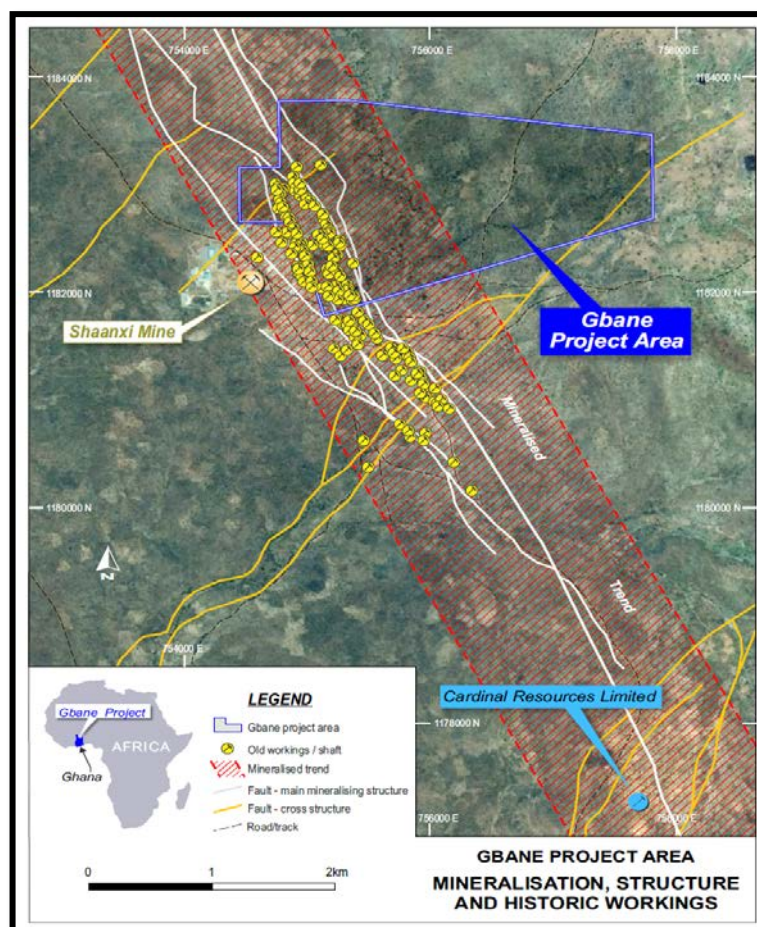 754000 E
756000 E
758000 E
1184000 N
1184000 N
Shaanxi Mine
1182000 N
1182000 N
Gbane
Project Area
Mineralised
Trend
1180000 N
1180000 N
N
754000 E
Cardinal Resources Limited
1178000 N
1178000 N
756000 E
758000 E
Gbane Project
AFRICA
Ghana
LEGEND
Gbane project area
Old workings / shaft
Mineralised trend
Fault - main mineralising structure
Fault - cross structure
Road/track
0 1 2km
GBANE PROJECT AREA
MINERALISATION, STRUCTURE
AND HISTORIC WORKINGS